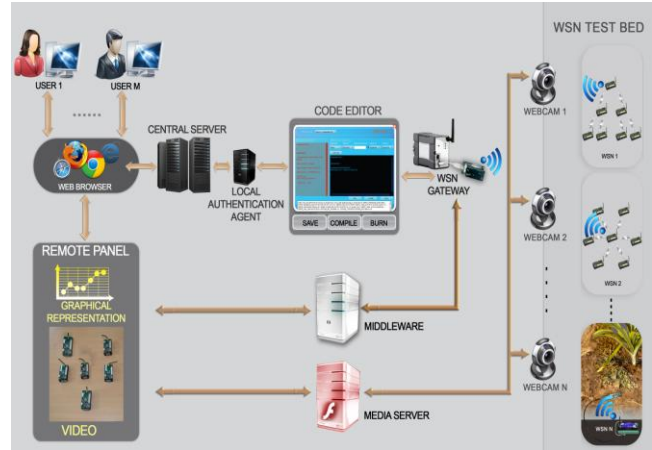 WSN TEST BED
USER 1
USER M
......
CODE EDITOR
CENTRAL SERVER
WEB BROWSER
LOCAL
AUTHENTICATION
AGENT
WSN
GATEWAY
SAVE
COMPILE
BURN
WEBCAM 1
WSN 1
WEBCAM 2
WSN 2
REMOTE PANEL
GRAPHICAL
REPRESENTATION
VIDEO
MIDDLEWARE
MEDIA SERVER
WEBCAM N
WSN N